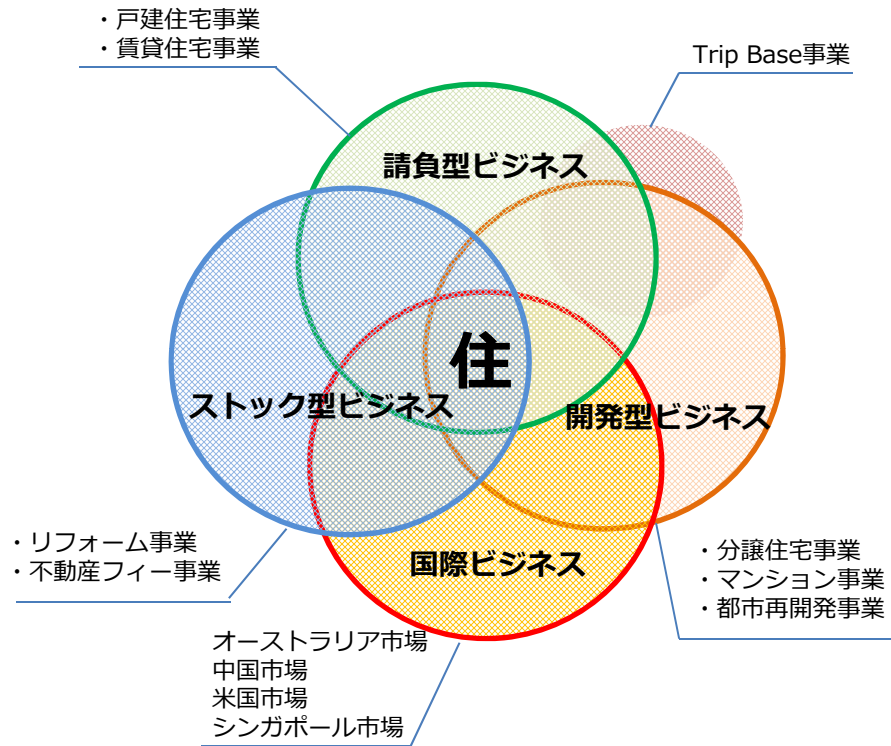 ・戸建住宅事業
・賃貸住宅事業
Trip Base事業
請負型ビジネス
住
ストック型ビジネス
開発型ビジネス
国際ビジネス
・リフォーム事業
・不動産フィー事業
・分譲住宅事業
・マンション事業
・都市再開発事業
オーストラリア市場
中国市場
米国市場
シンガポール市場